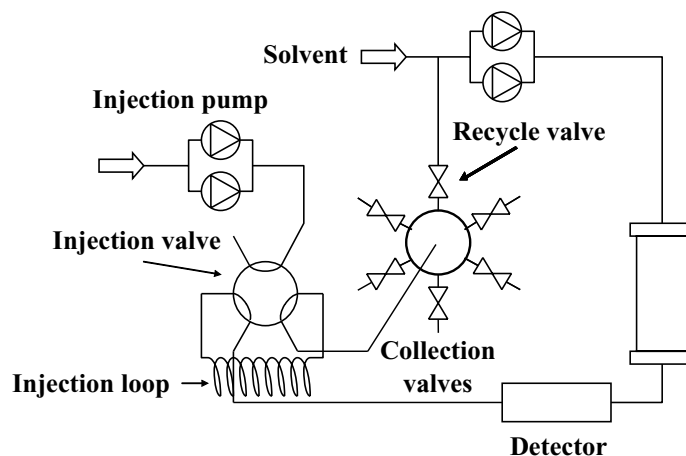 Solvent
Injection pump
Recycle valve
Injection valve
Injection loop
Collection
valves
Detector